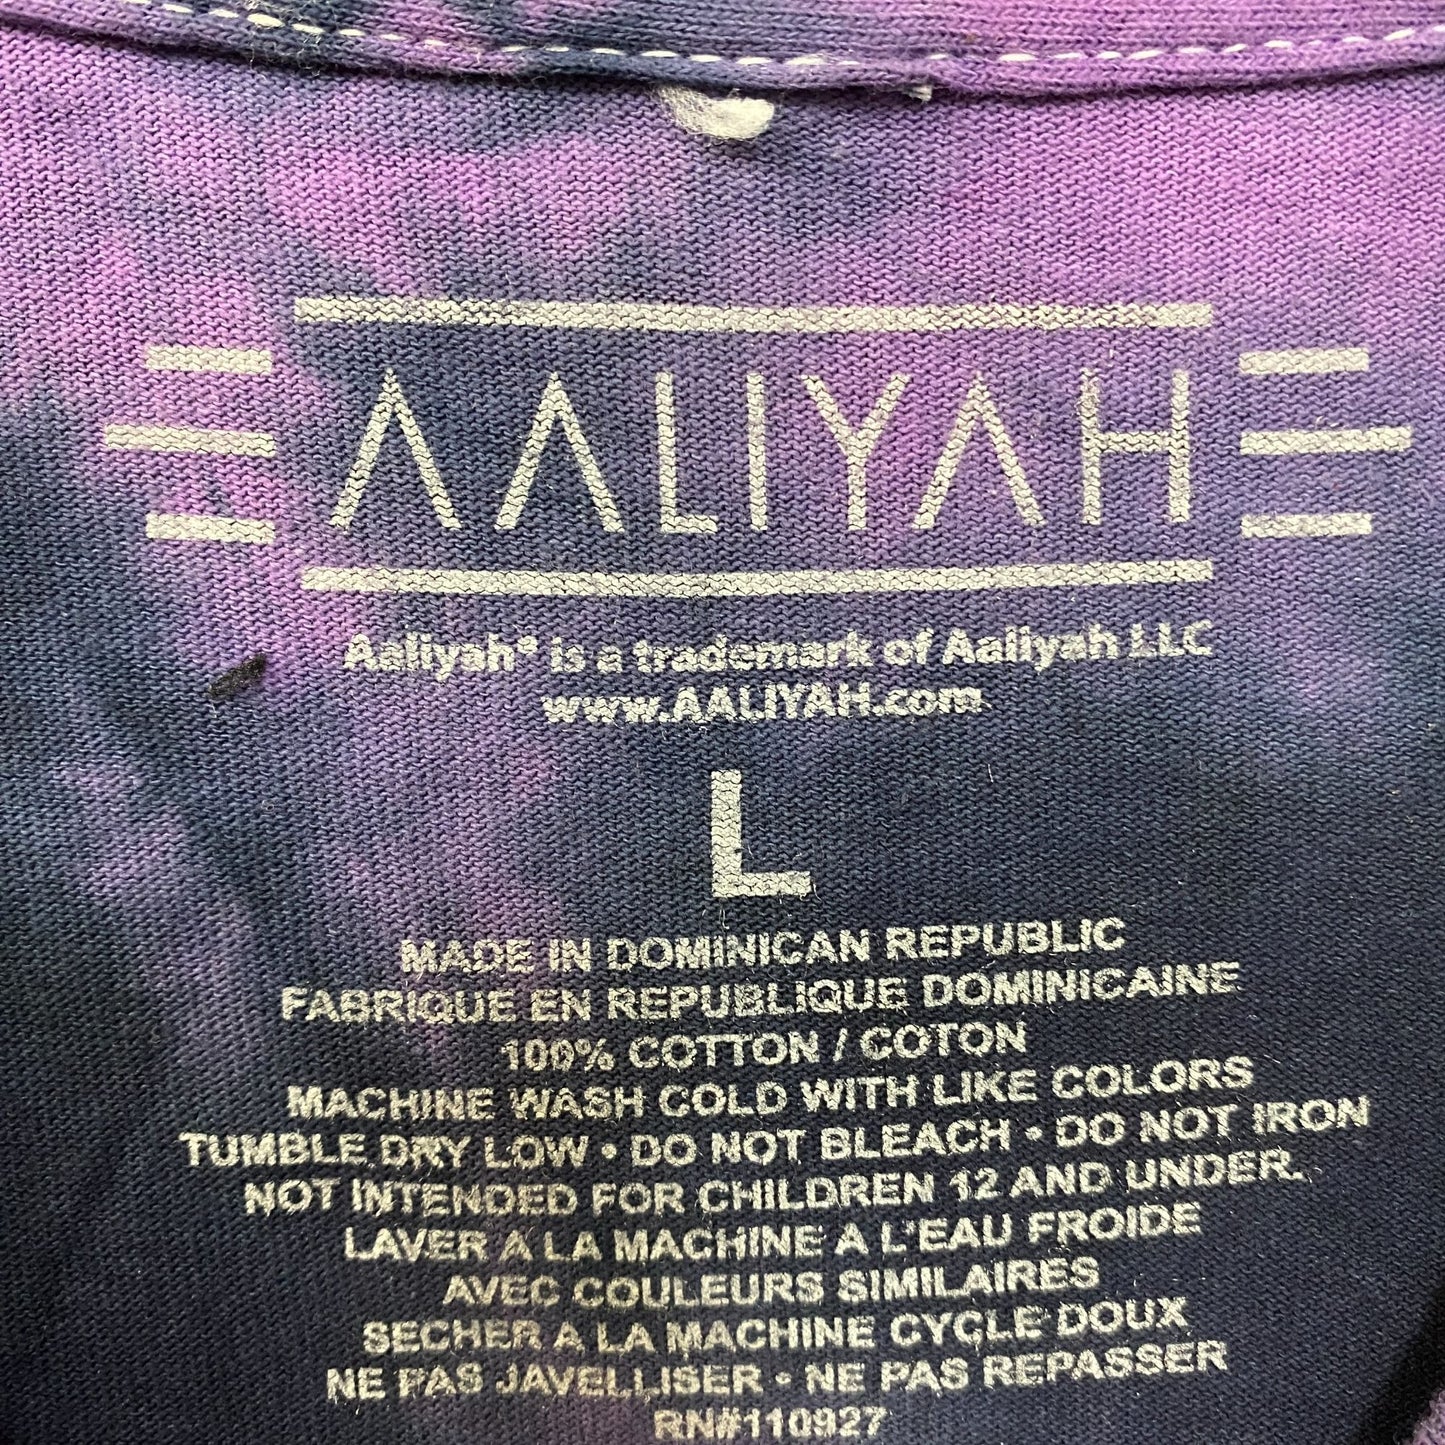 AALIYAH
Aaliyah® is a trademark of Aaliyah LLC
www.AALIYAH.com
L
MADE IN DOMINICAN REPUBLIC
FABRIQUE EN REPUBLIQUE DOMINICAINE
100% COTTON / COTON
MACHINE WASH COLD WITH LIKE COLORS
TUMBLE DRY LOW • DO NOT BLEACH • DO NOT IRON
NOT INTENDED FOR CHILDREN 12 AND UNDER.
LAVER A LA MACHINE A L'EAU FROIDE
AVEC COULEURS SIMILAIRES
SECHER A LA MACHINE CYCLE DOUX
NE PAS JAVELLISER • NE PAS REPASSER
RN#110927